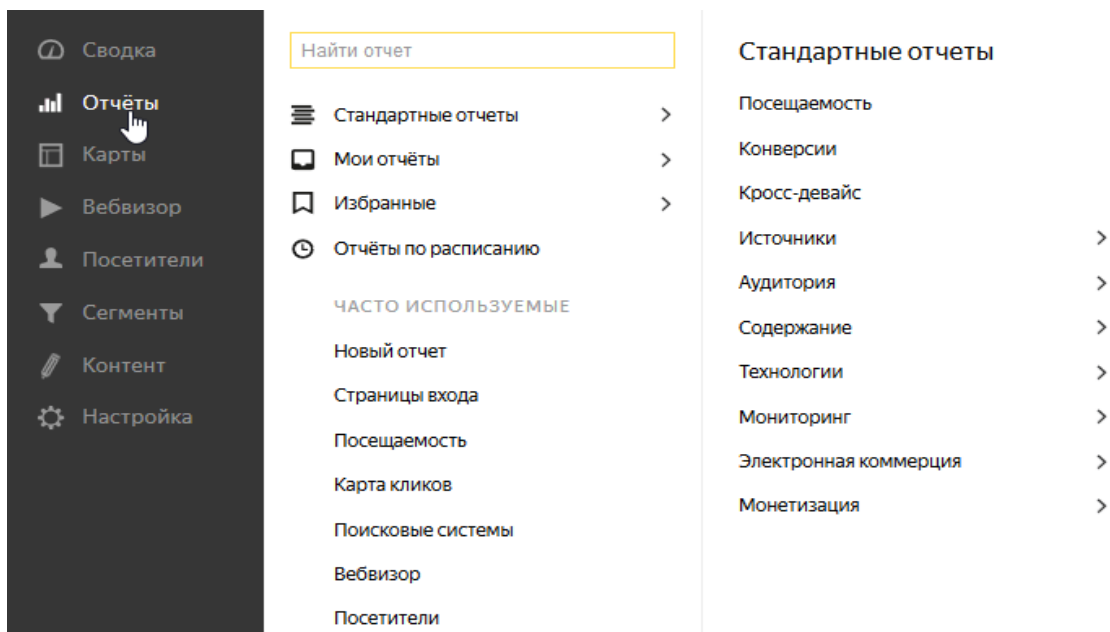 Сводка
Отчёты
Карты
Вебвизор
Посетители
Сегменты
Контент
Настройка
Найти отчет
Стандартные отчеты
Мои отчёты
Избранные
Отчёты по расписанию
ЧАСТО ИСПОЛЬЗУЕМЫЕ
Новый отчет
Страницы входа
Посещаемость
Карта кликов
Поисковые системы
Вебвизор
Посетители
Стандартные отчеты
Посещаемость
Конверсии
Кросс-девайс
Источники
Аудитория
Содержание
Технологии
Мониторинг
Электронная коммерция
Монетизация